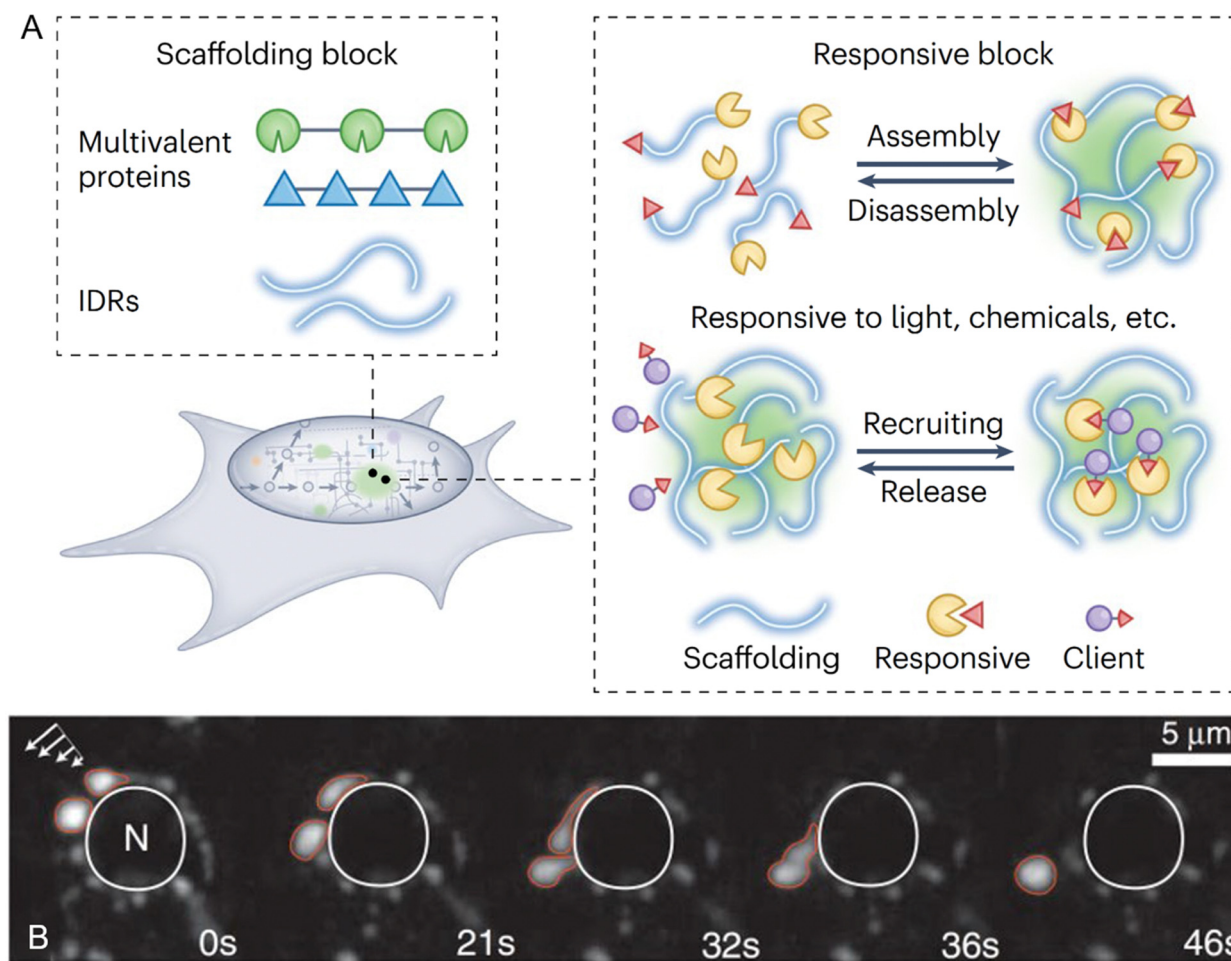 A
Scaffolding block
Multivalent
proteins
IDRs
Responsive block
Assembly
Disassembly
Responsive to light, chemicals, etc.
Recruiting
Release
Scaffolding
Responsive
Client
5 μm
N
B
0s
21s
32s
36s
46s